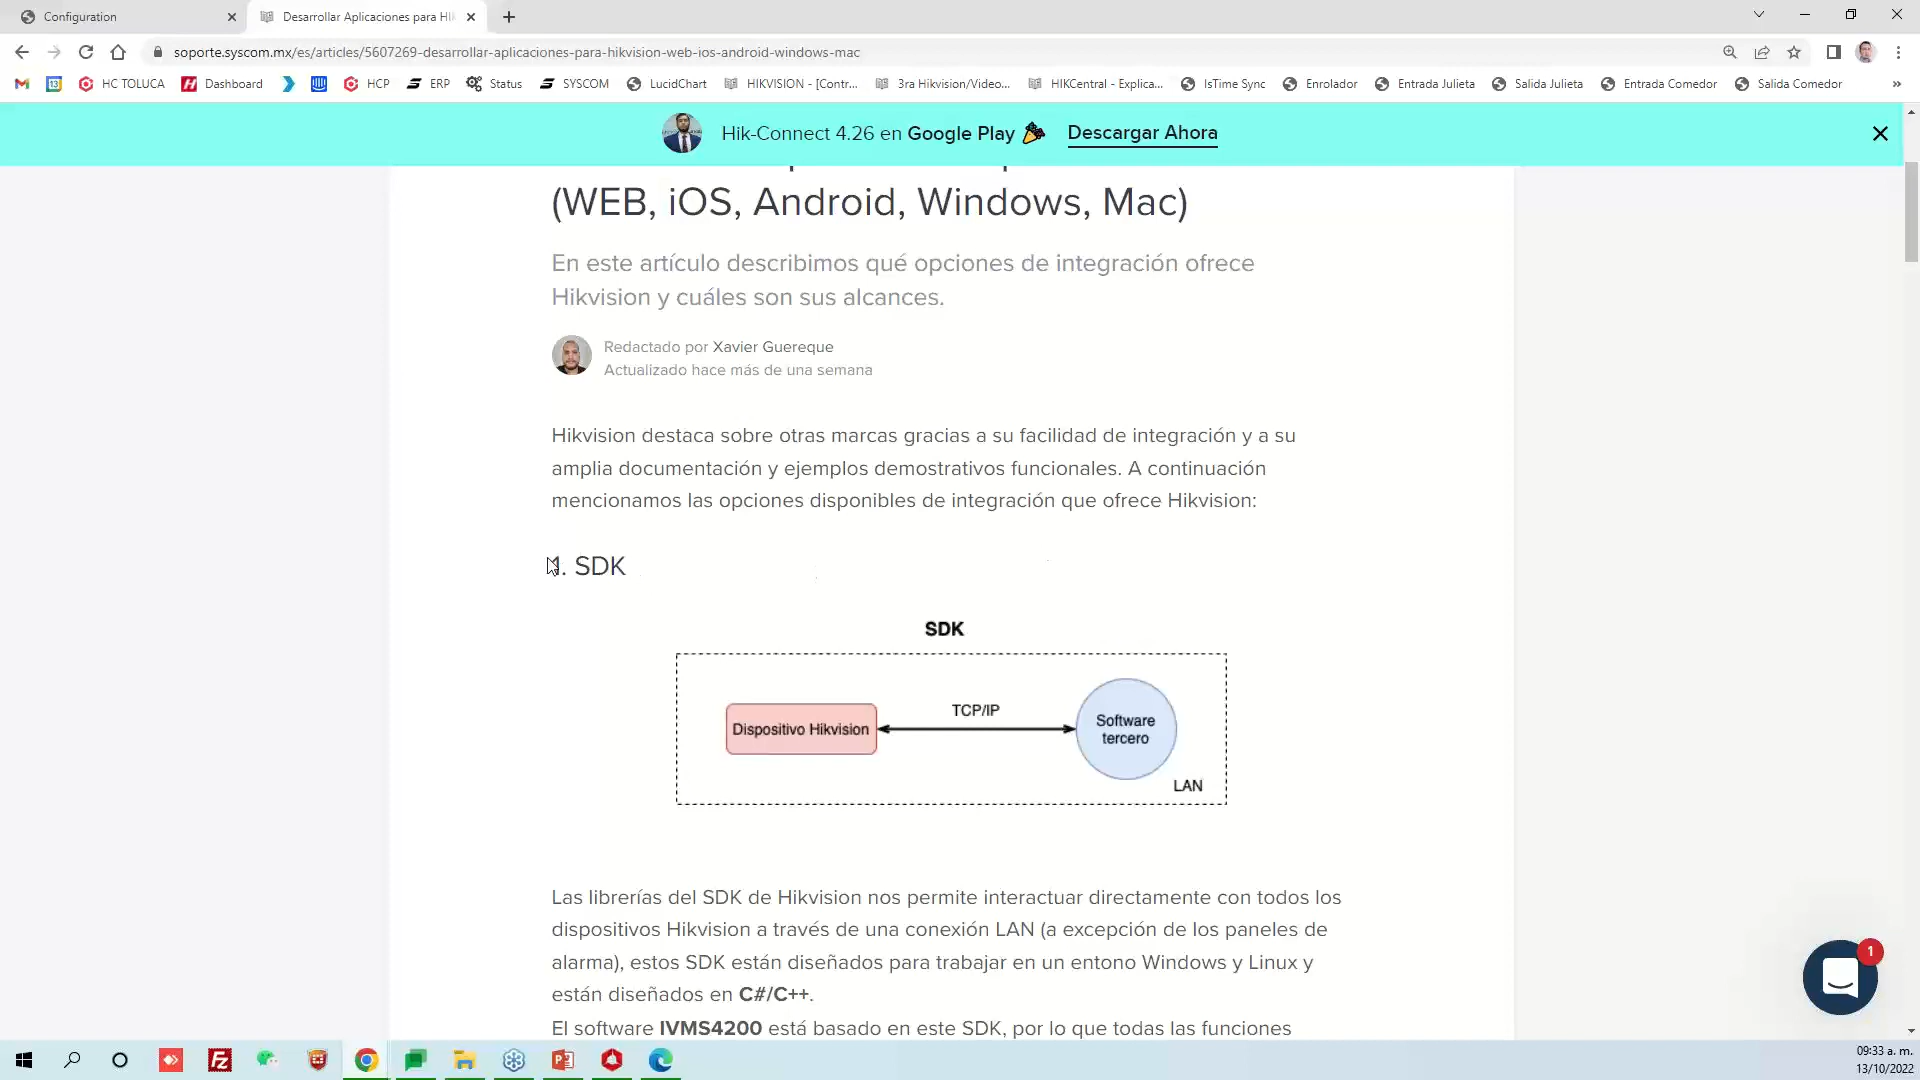 Configuration
Desarrollar Aplicaciones para HI
soporte.syscom.mx/es/articles/5607269-desarrollar-aplicaciones-para-hikvision-web-ios-android-windows-mac
13
HC TOLUCA
Dashboard
HCP
ERP
Status
SYSCOM
LucidChart
HIKVISION - [Contr...
3ra Hikvision/Video...
HIKCentral - Explica...
IsTime Sync
Enrolador
Entrada Julieta
Salida Julieta
Entrada Comedor
Salida Comedor
»
Hik-Connect 4.26 en Google Play 🎉 Descargar Ahora
(WEB, iOS, Android, Windows, Mac)
En este artículo describimos qué opciones de integración ofrece
Hikvision y cuáles son sus alcances.
Redactado por Xavier Guereque
Actualizado hace más de una semana
Hikvision destaca sobre otras marcas gracias a su facilidad de integración y a su
amplia documentación y ejemplos demostrativos funcionales. A continuación
mencionamos las opciones disponibles de integración que ofrece Hikvision:
1. SDK
SDK
Dispositivo Hikvision
TCP/IP
Software
tercero
LAN
Las librerías del SDK de Hikvision nos permite interactuar directamente con todos los
dispositivos Hikvision a través de una conexión LAN (a excepción de los paneles de
alarma), estos SDK están diseñados para trabajar en un entono Windows y Linux y
están diseñados en C#/C++.
El software IVMS4200 está basado en este SDK, por lo que todas las funciones
1
09:33 a. m.
13/10/2022